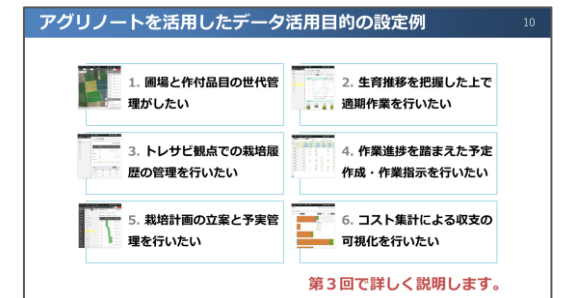 アグリノートを活用したデータ活用目的の設定例
10
1. 圃場と作付品目の世代管
理がしたい
2. 生育推移を把握した上で
適期作業を行いたい
3. トレサビ観点での栽培履
歴の管理を行いたい
4. 作業進捗を踏まえた予定
作成・作業指示を行いたい
5. 栽培計画の立案と予実管
理を行いたい
6. コスト集計による収支の
可視化を行いたい
第３回で詳しく説明します。